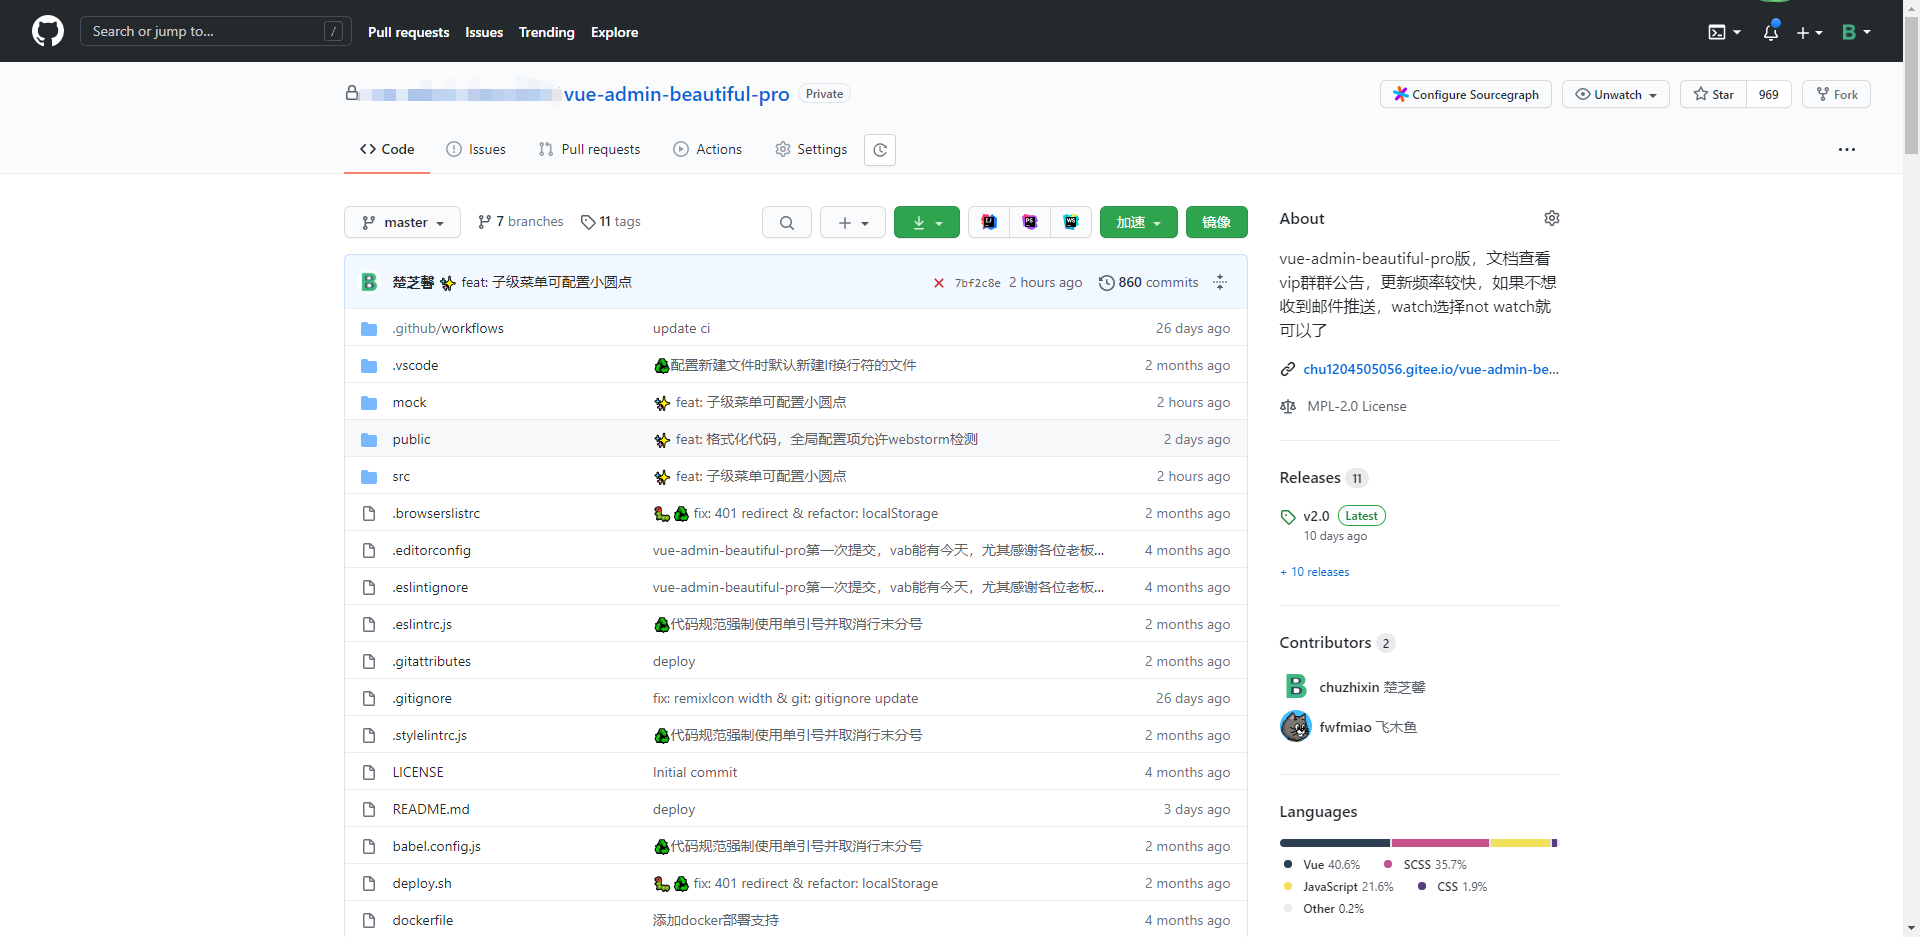 Search or jump to... /
Pull requests Issues Trending Explore
B
vue-admin-beautiful-pro Private
Configure Sourcegraph Unwatch Star 969 Fork
Code Issues Pull requests Actions Settings
master 7 branches 11 tags
加速 镜像
B 楚芝馨 feat: 子级菜单可配置小圆点 7bf2c8e 2 hours ago 860 commits
.github/workflows update ci 26 days ago
.vscode 配置新建文件时默认新建lf换行符的文件 2 months ago
mock feat: 子级菜单可配置小圆点 2 hours ago
public feat: 格式化代码，全局配置项允许webstorm检测 2 days ago
src feat: 子级菜单可配置小圆点 2 hours ago
.browserslistrc fix: 401 redirect & refactor: localStorage 2 months ago
.editorconfig vue-admin-beautiful-pro第一次提交，vab能有今天，尤其感谢各位老板... 4 months ago
.eslintignore vue-admin-beautiful-pro第一次提交，vab能有今天，尤其感谢各位老板... 4 months ago
.eslintrc.js 代码规范强制使用单引号并取消行末分号 2 months ago
.gitattributes deploy 2 months ago
.gitignore fix: remixIcon width & git: gitignore update 26 days ago
.stylelintrc.js 代码规范强制使用单引号并取消行末分号 2 months ago
LICENSE Initial commit 4 months ago
README.md deploy 3 days ago
babel.config.js 代码规范强制使用单引号并取消行末分号 2 months ago
deploy.sh fix: 401 redirect & refactor: localStorage 2 months ago
dockerfile 添加docker部署支持 4 months ago
About
vue-admin-beautiful-pro版，文档查看
vip群群公告，更新频率较快，如果不想
收到邮件推送，watch选择not watch就
可以了
chu1204505056.gitee.io/vue-admin-be...
MPL-2.0 License
Releases 11
v2.0 Latest
10 days ago
+ 10 releases
Contributors 2
B chuzhixin 楚芝馨
fwfmiao 飞木鱼
Languages
Vue 40.6% SCSS 35.7%
JavaScript 21.6% CSS 1.9%
Other 0.2%